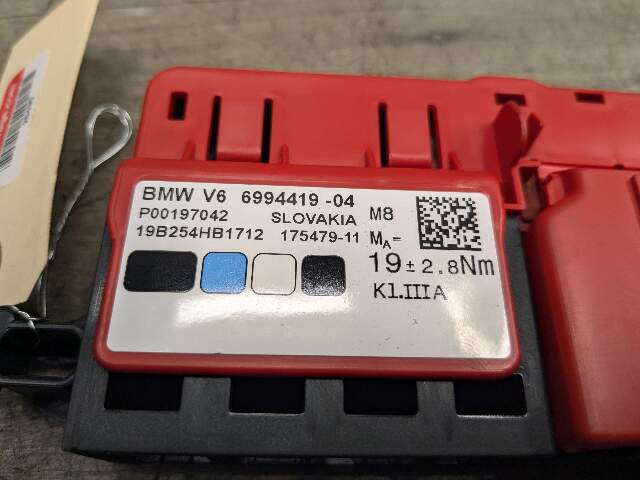 BMW V6 6994419 -04
P00197042 SLOVAKIA
19B254HB1712 175479-11
M8
MA=
19 ± 2.8Nm
Kl.IIIA